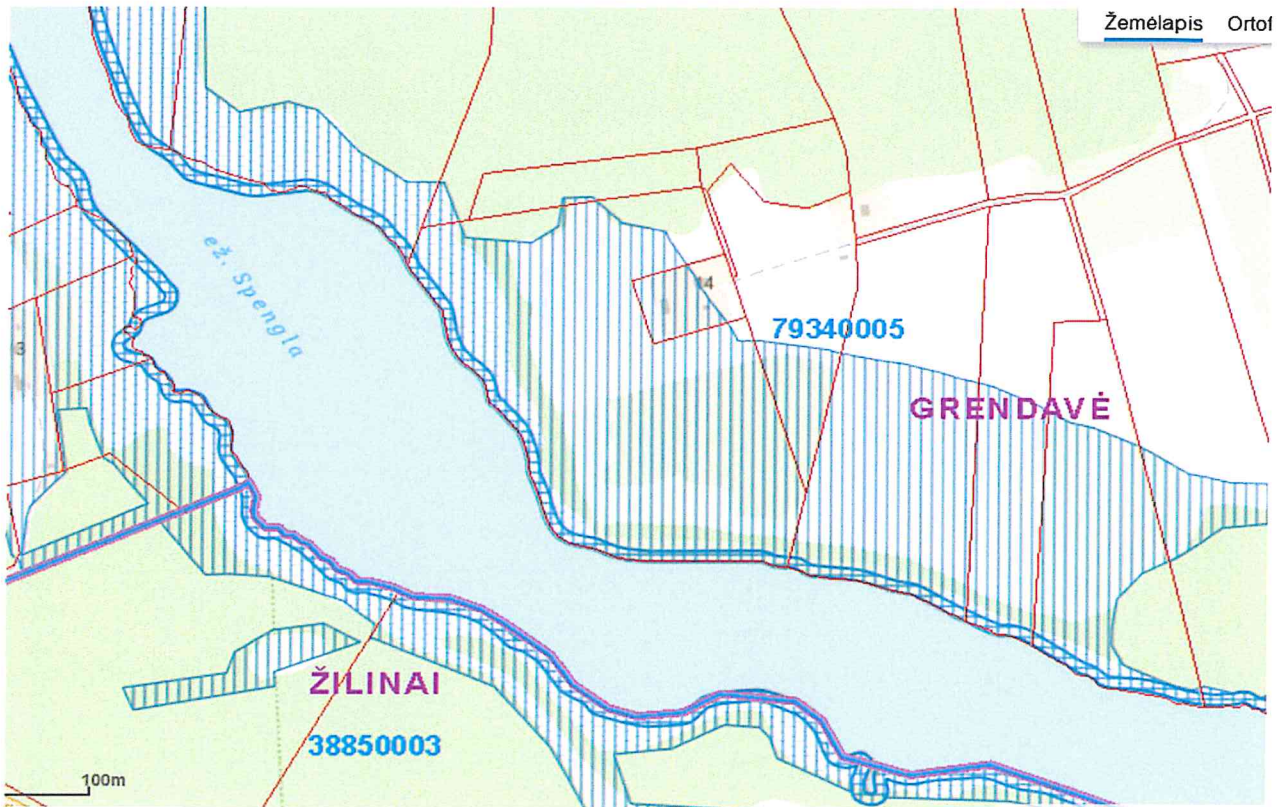 Žemėlapis Ortof
ež. Spengla
14
79340005
3
GRENDAVĖ
ŽILINAI
38850003
100m